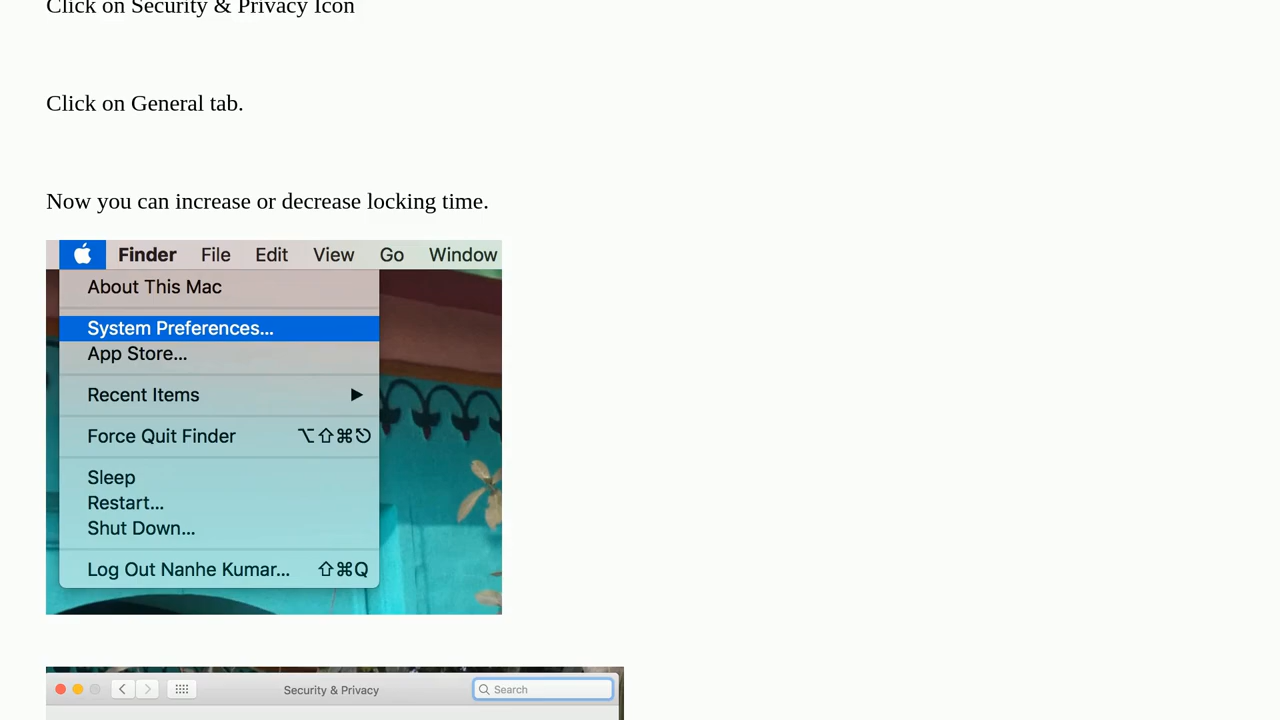 Click on Security & Privacy Icon
Click on General tab.
Now you can increase or decrease locking time.
Finder File Edit View Go Window
About This Mac
System Preferences...
App Store...
Recent Items ▶
Force Quit Finder ⌥⇧⌘⎋
Sleep
Restart...
Shut Down...
Log Out Nanhe Kumar... ⇧⌘Q
Security & Privacy
Search